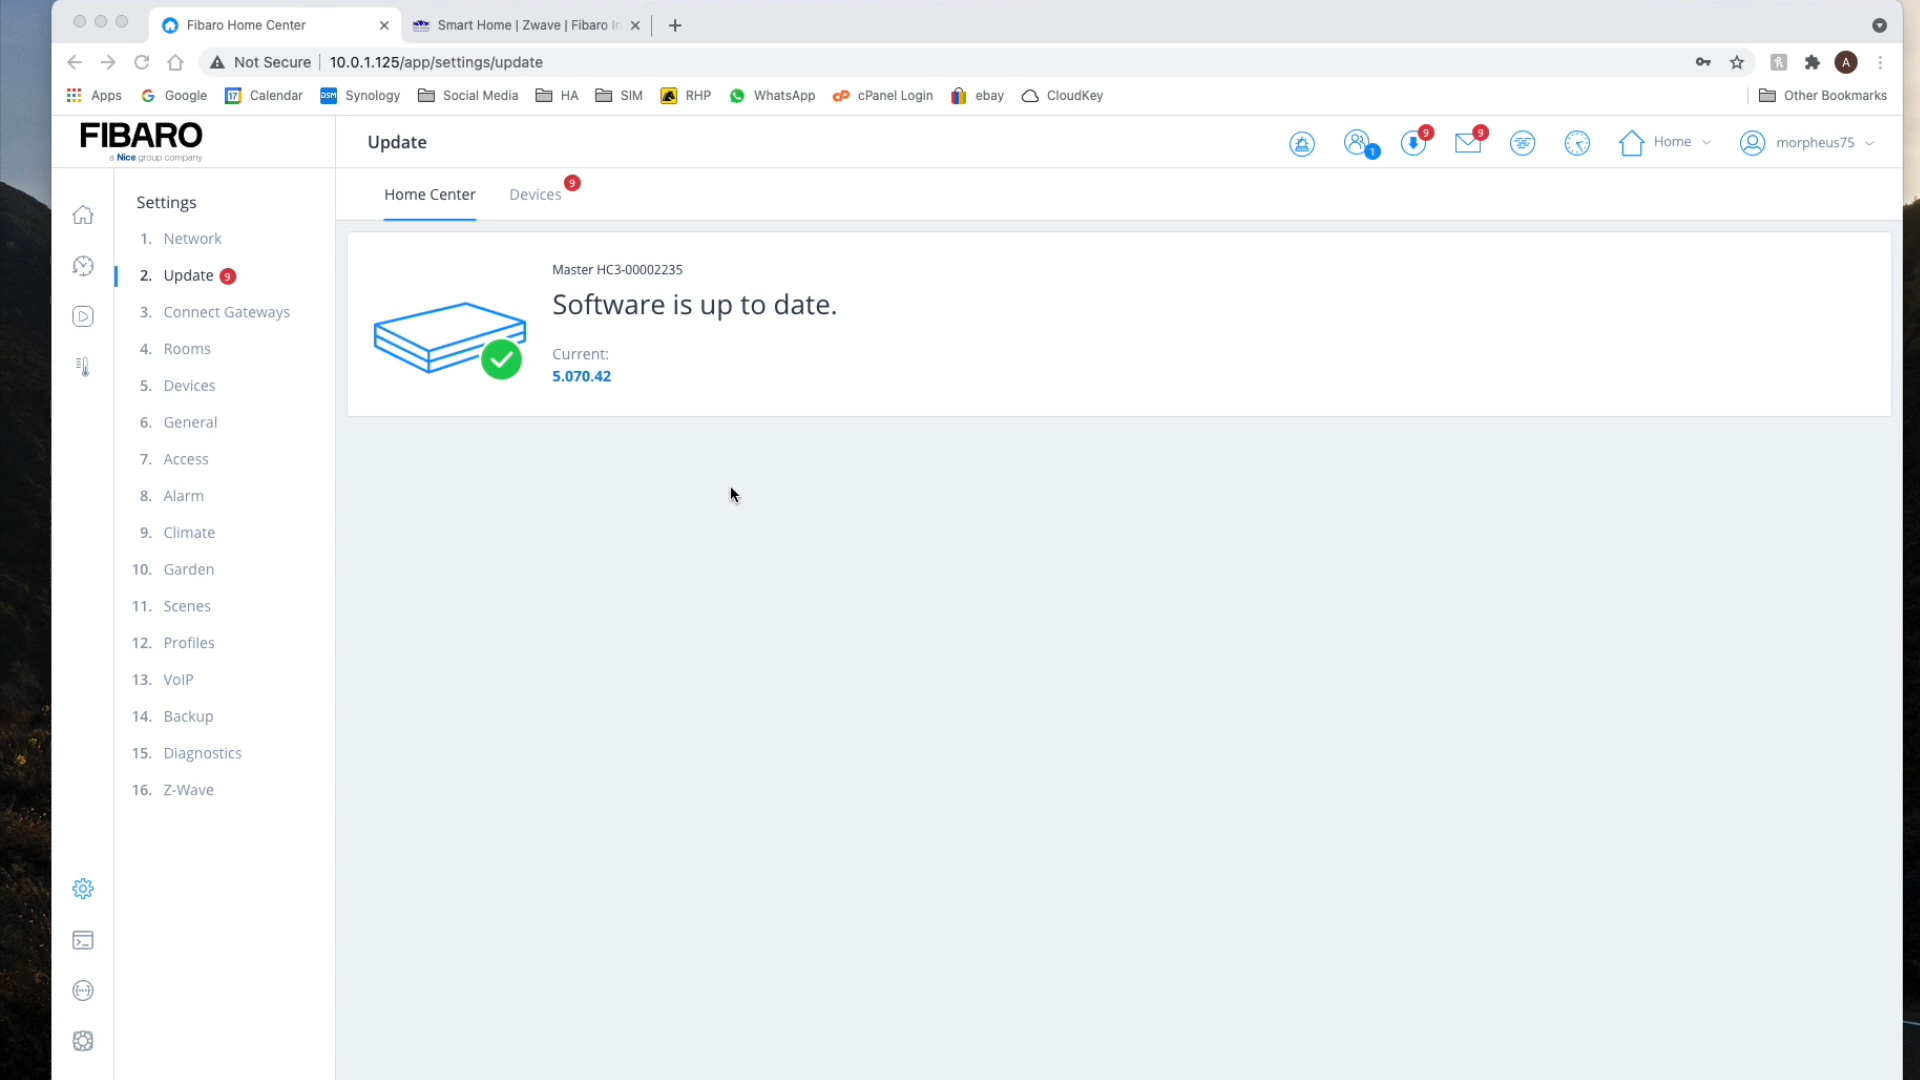 Fibaro Home Center
Smart Home | Zwave | Fibaro
Not Secure 10.0.1.125/app/settings/update
A
Apps Google 17 Calendar DSM Synology Social Media HA SIM RHP WhatsApp cP cPanel Login ebay CloudKey Other Bookmarks
FIBARO
a Nice group company
Update
1 9 9 Home morpheus75
Home Center Devices 9
Settings
1. Network
2. Update 9
3. Connect Gateways
4. Rooms
5. Devices
6. General
7. Access
8. Alarm
9. Climate
10. Garden
11. Scenes
12. Profiles
13. VoIP
14. Backup
15. Diagnostics
16. Z-Wave
Master HC3-00002235
Software is up to date.
Current:
5.070.42